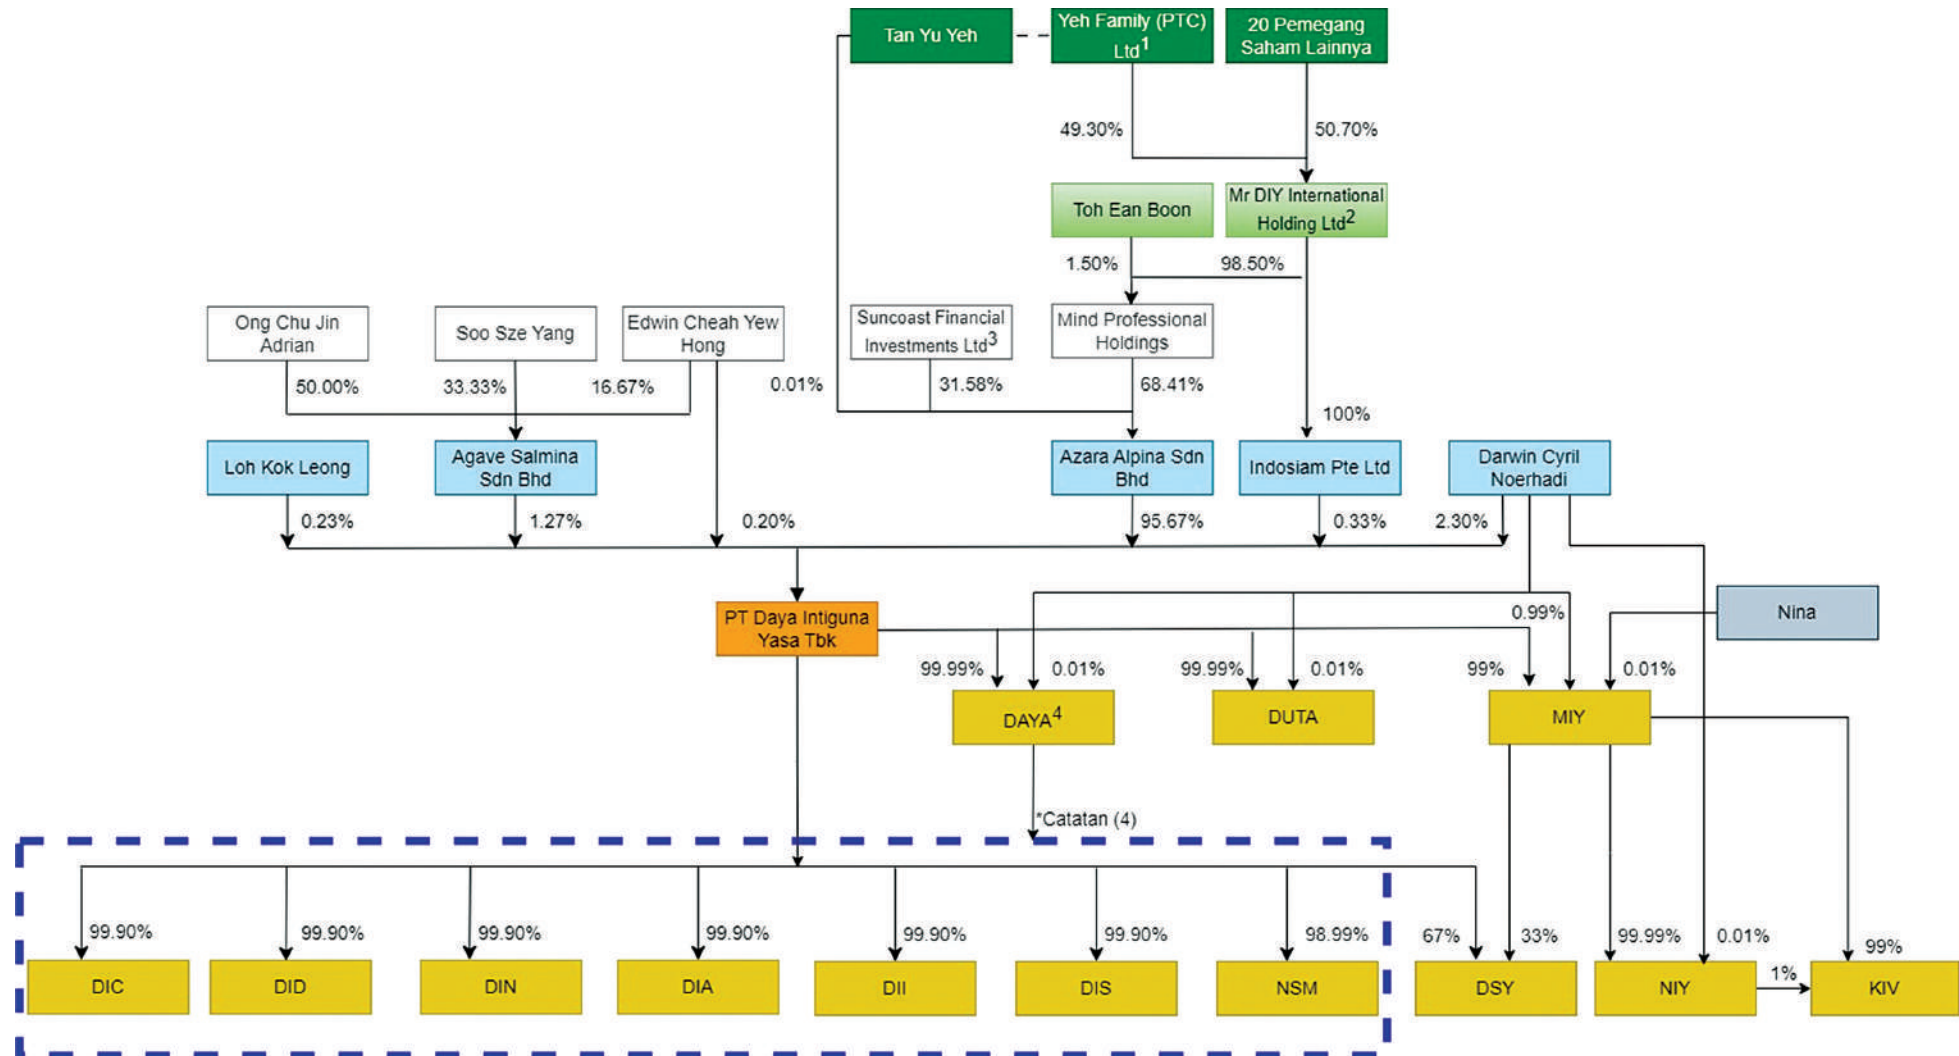 Tan Yu Yeh
Yeh Family (PTC)
Ltd1
20 Pemegang
Saham Lainnya
49.30%
50.70%
Toh Ean Boon
Mr DIY International
Holding Ltd2
1.50%
98.50%
Ong Chu Jin
Adrian
Soo Sze Yang
Edwin Cheah Yew
Hong
Suncoast Financial
Investments Ltd3
Mind Professional
Holdings
50.00%
33.33%
16.67%
0.01%
31.58%
68.41%
100%
Loh Kok Leong
Agave Salmina
Sdn Bhd
Azara Alpina Sdn
Bhd
Indosiam Pte Ltd
Darwin Cyril
Noerhadi
0.23%
1.27%
0.20%
95.67%
0.33%
2.30%
PT Daya Intiguna
Yasa Tbk
0.99%
Nina
99.99%
0.01%
99.99%
0.01%
99%
0.01%
DAYA4
DUTA
MIY
*Catatan (4)
99.90%
99.90%
99.90%
99.90%
99.90%
99.90%
98.99%
67%
33%
99.99%
0.01%
99%
DIC
DID
DIN
DIA
DII
DIS
NSM
DSY
NIY
1%
KIV